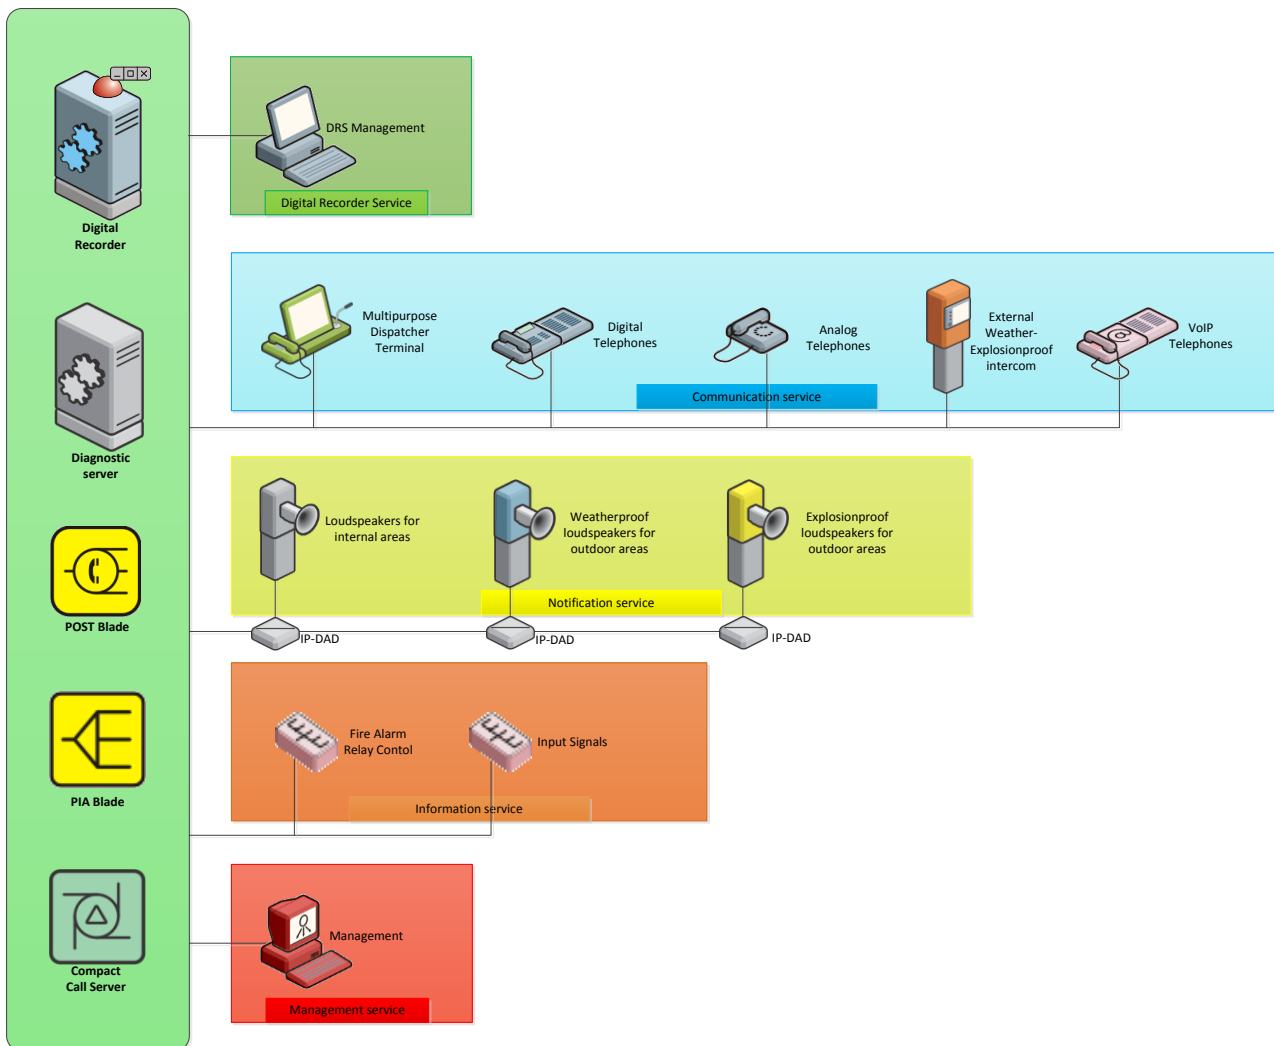 Digital
Recorder
Diagnostic
server
POST Blade
PIA Blade
Compact
Call Server
DRS Management
Digital Recorder Service
Multipurpose
Dispatcher
Terminal
Digital
Telephones
Analog
Telephones
External
Weather-
Explosionproof
intercom
@
VoIP
Telephones
Communication service
Loudspeakers for
internal areas
Weatherproof
loudspeakers for
outdoor areas
Explosionproof
loudspeakers for
outdoor areas
Notification service
IP-DAD
IP-DAD
IP-DAD
Fire Alarm
Relay Contol
Input Signals
Information service
Management
Management service